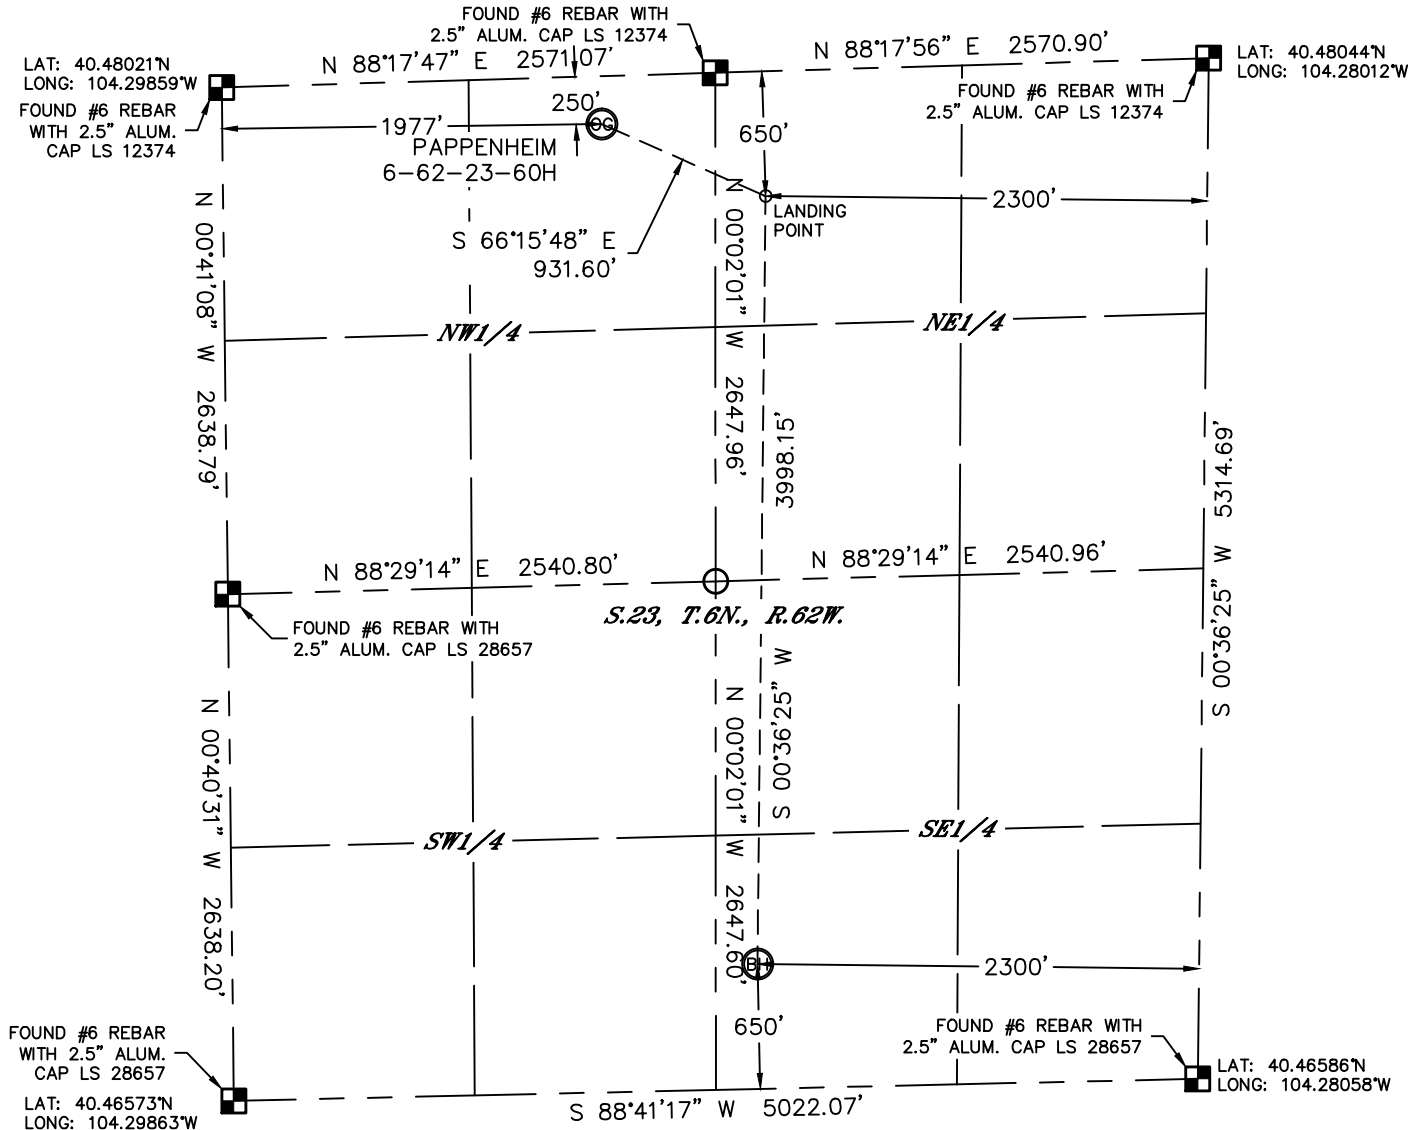 FOUND #6 REBAR WITH
2.5" ALUM. CAP LS 12374
LAT: 40.48021°N
LONG: 104.29859°W
N 88°17'47" E 2571.07'
N 88°17'56" E 2570.90'
LAT: 40.48044°N
LONG: 104.28012°W
FOUND #6 REBAR
WITH 2.5" ALUM.
CAP LS 12374
FOUND #6 REBAR WITH
2.5" ALUM. CAP LS 12374
250'
1977'
OG
650'
PAPPENHEIM
6-62-23-60H
2300'
LANDING
POINT
S 66°15'48" E
931.60'
N 00°41'08" W 2638.79'
N 00°02'01" W 2647.96'
NW1/4
NE1/4
3998.15'
S 00°36'25" W
S 00°36'25" W 5314.69'
N 88°29'14" E 2540.80'
N 88°29'14" E 2540.96'
S.23, T.6N., R.62W.
FOUND #6 REBAR WITH
2.5" ALUM. CAP LS 28657
N 00°40'31" W 2638.20'
N 00°02'01" W 2647.60'
SW1/4
SE1/4
BH
2300'
650'
FOUND #6 REBAR
WITH 2.5" ALUM.
CAP LS 28657
LAT: 40.46573°N
LONG: 104.29863°W
FOUND #6 REBAR WITH
2.5" ALUM. CAP LS 28657
LAT: 40.46586°N
LONG: 104.28058°W
S 88°41'17" W 5022.07'